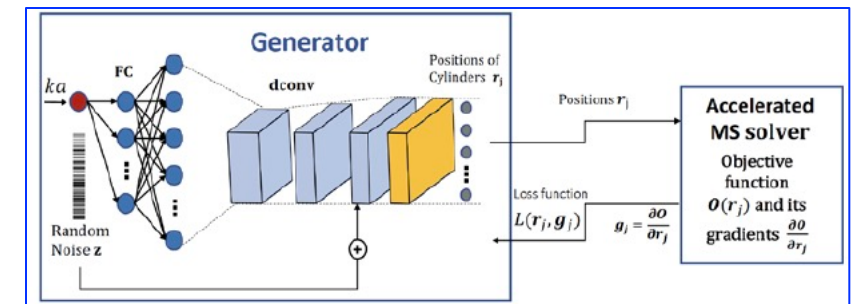 Generator
ka
FC
dconv
Positions of
Cylinders r_j
Random
Noise z
Positions r_j
Loss function
L(r_j, g_j)
g_j = ∂O/∂r_j
Accelerated
MS solver
Objective
function
O(r_j) and its
gradients ∂O/∂r_j